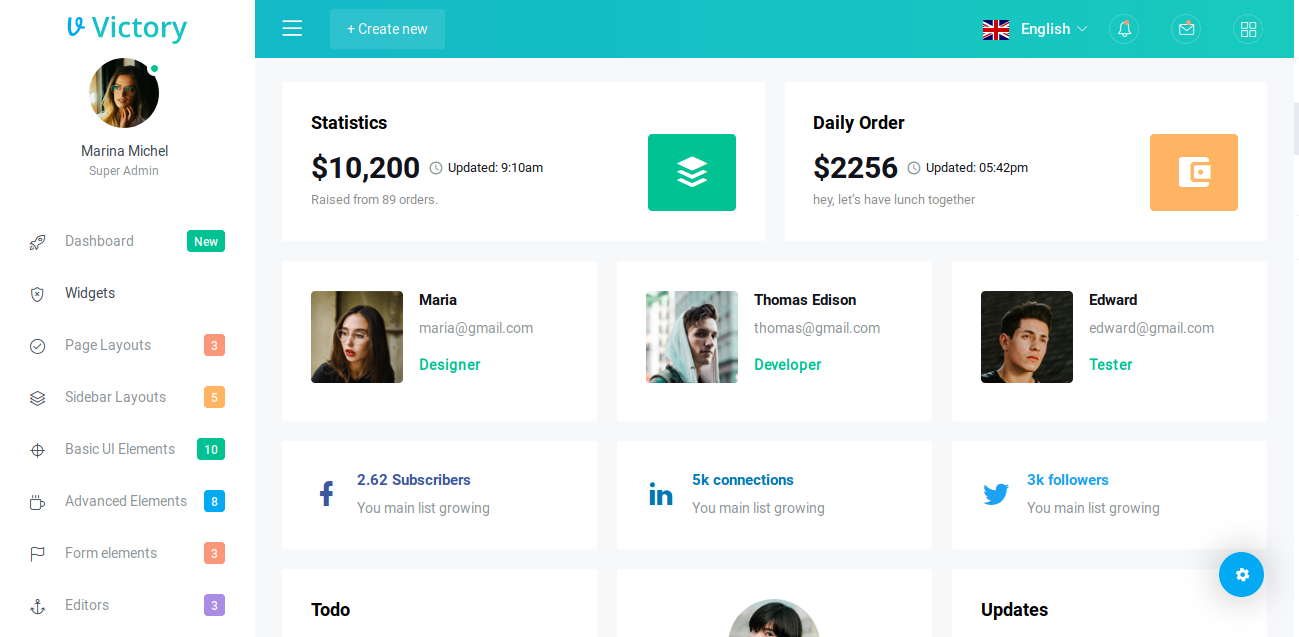 Victory
+ Create new
English
Marina Michel
Super Admin
Dashboard New
Widgets
Page Layouts 3
Sidebar Layouts 5
Basic UI Elements 10
Advanced Elements 8
Form elements 3
Editors 3
Statistics
$10,200 Updated: 9:10am
Raised from 89 orders.
Daily Order
$2256 Updated: 05:42pm
hey, let's have lunch together
Maria
maria@gmail.com
Designer
Thomas Edison
thomas@gmail.com
Developer
Edward
edward@gmail.com
Tester
2.62 Subscribers
You main list growing
5k connections
You main list growing
3k followers
You main list growing
Todo
Updates